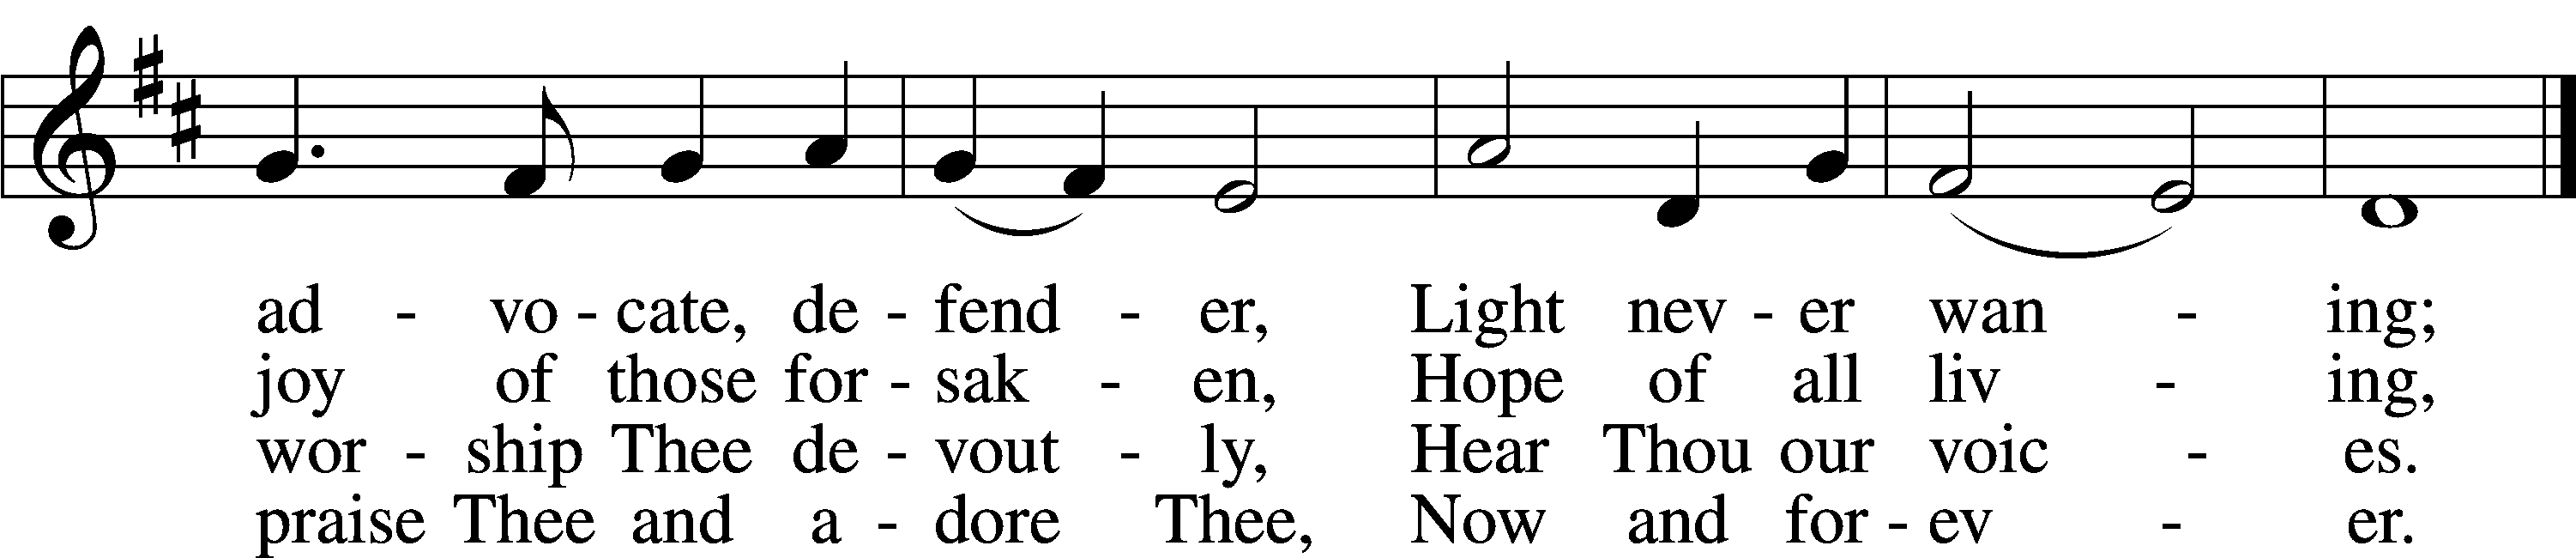 ad - vo - cate, de - fend - er, Light nev - er wan - ing;
joy of those for - sak - en, Hope of all liv - ing,
wor - ship Thee de - vout - ly, Hear Thou our voic - es.
praise Thee and a - dore Thee, Now and for - ev - er.